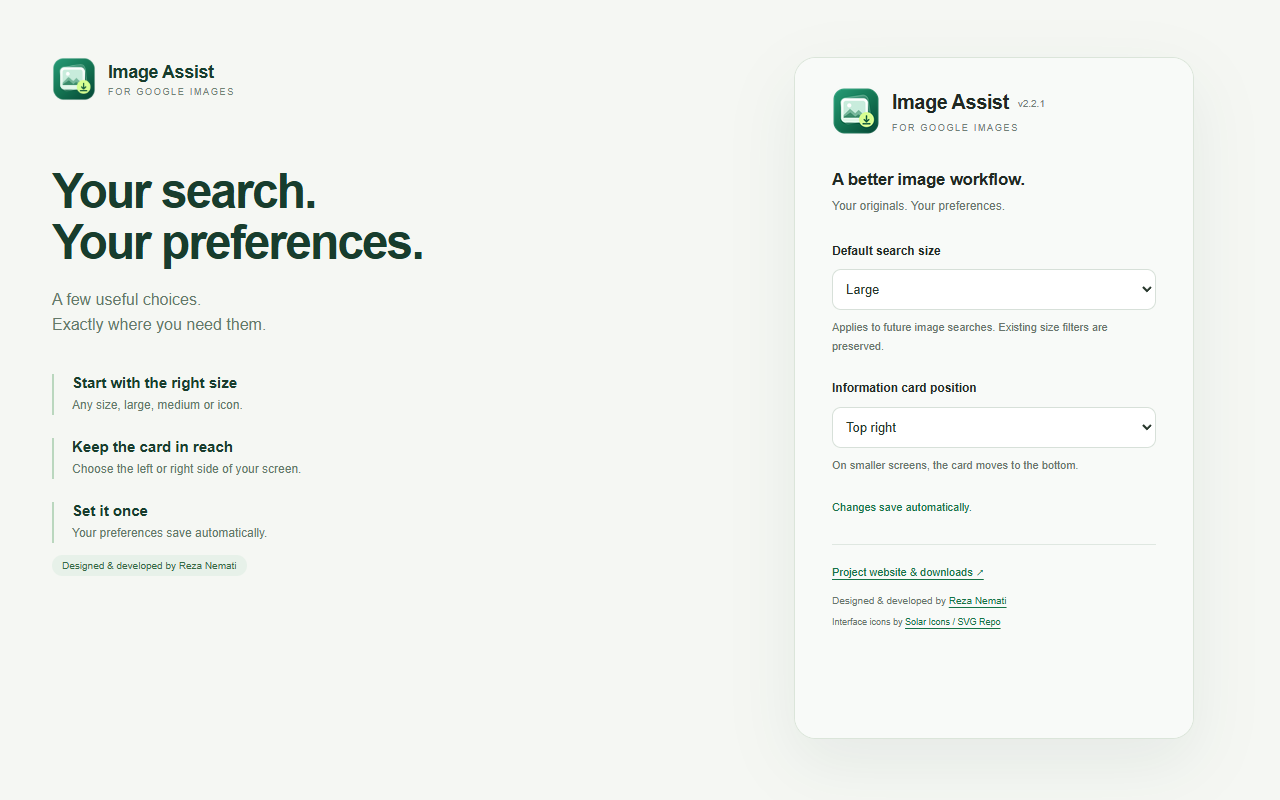 Image Assist
FOR GOOGLE IMAGES
Your search.
Your preferences.
A few useful choices.
Exactly where you need them.
Start with the right size
Any size, large, medium or icon.
Keep the card in reach
Choose the left or right side of your screen.
Set it once
Your preferences save automatically.
Designed & developed by Reza Nemati
Image Assist v2.2.1
FOR GOOGLE IMAGES
A better image workflow.
Your originals. Your preferences.
Default search size
Large
Applies to future image searches. Existing size filters are
preserved.
Information card position
Top right
On smaller screens, the card moves to the bottom.
Changes save automatically.
Project website & downloads ↗
Designed & developed by Reza Nemati
Interface icons by Solar Icons / SVG Repo